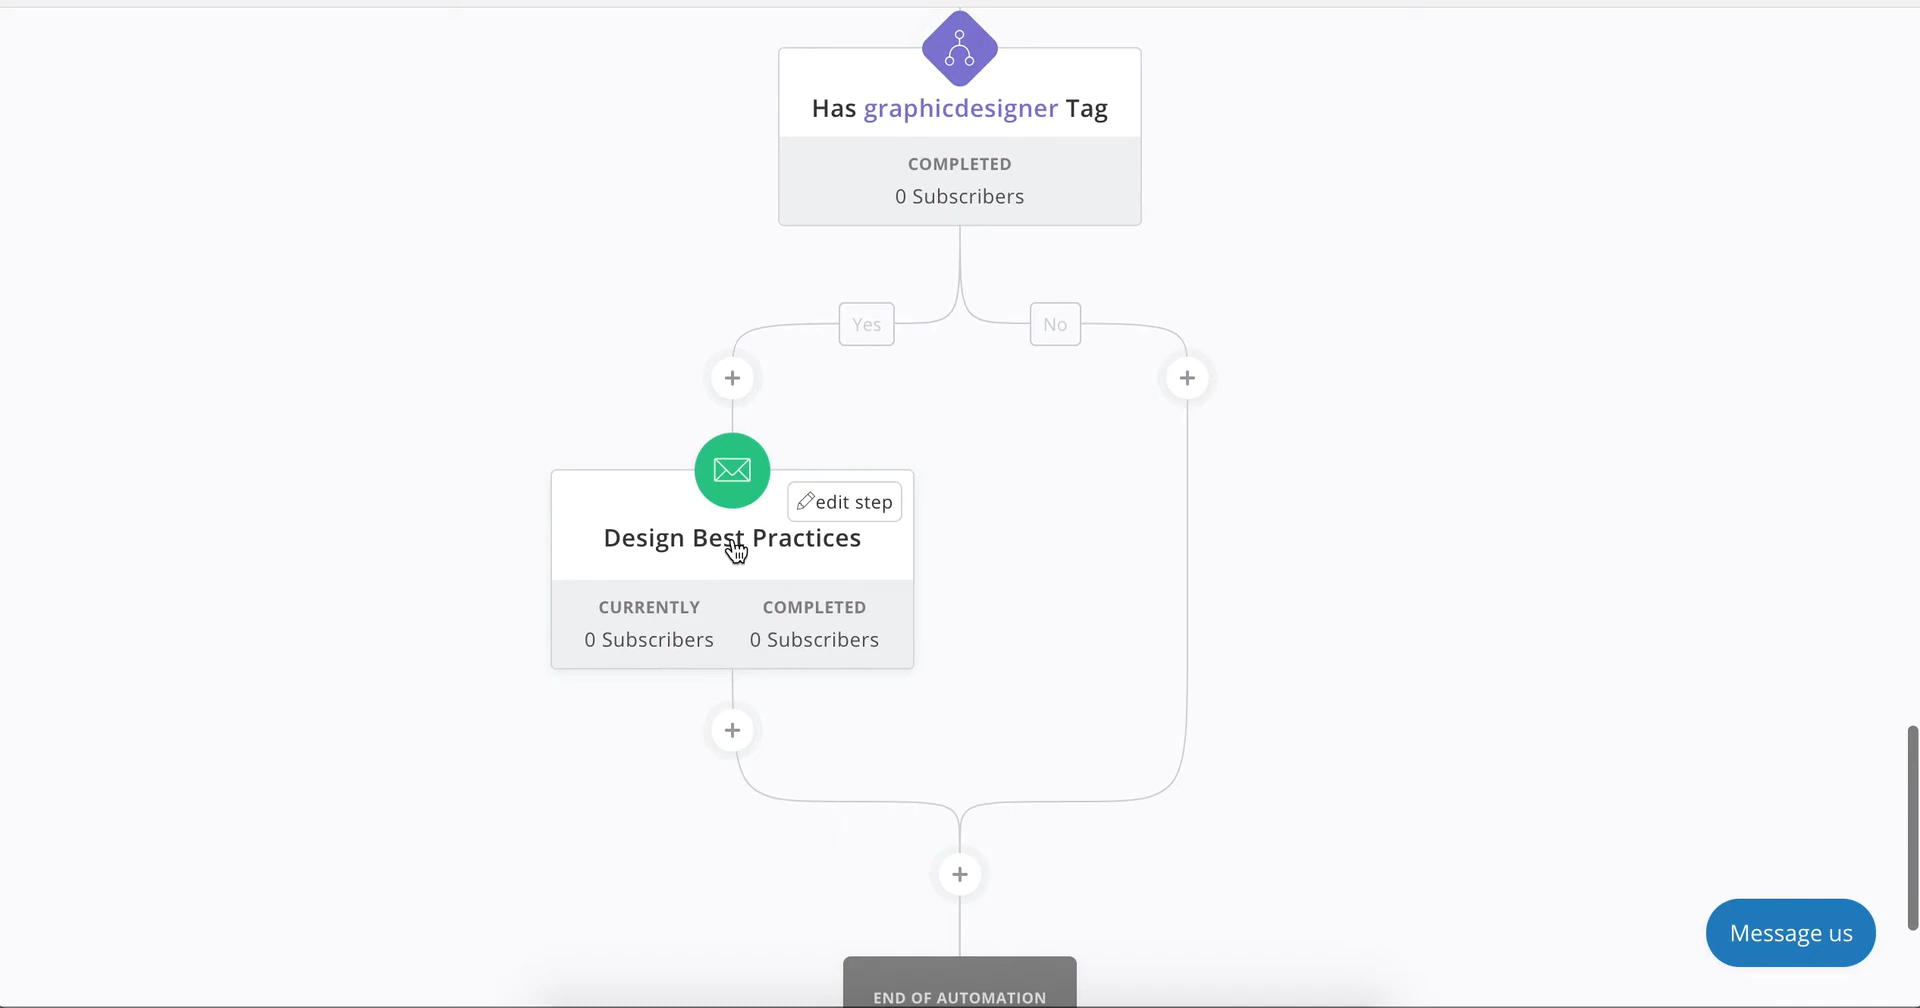 Has graphicdesigner Tag
COMPLETED
0 Subscribers
Yes
No
edit step
Design Best Practices
CURRENTLY COMPLETED
0 Subscribers 0 Subscribers
Message us
END OF AUTOMATION